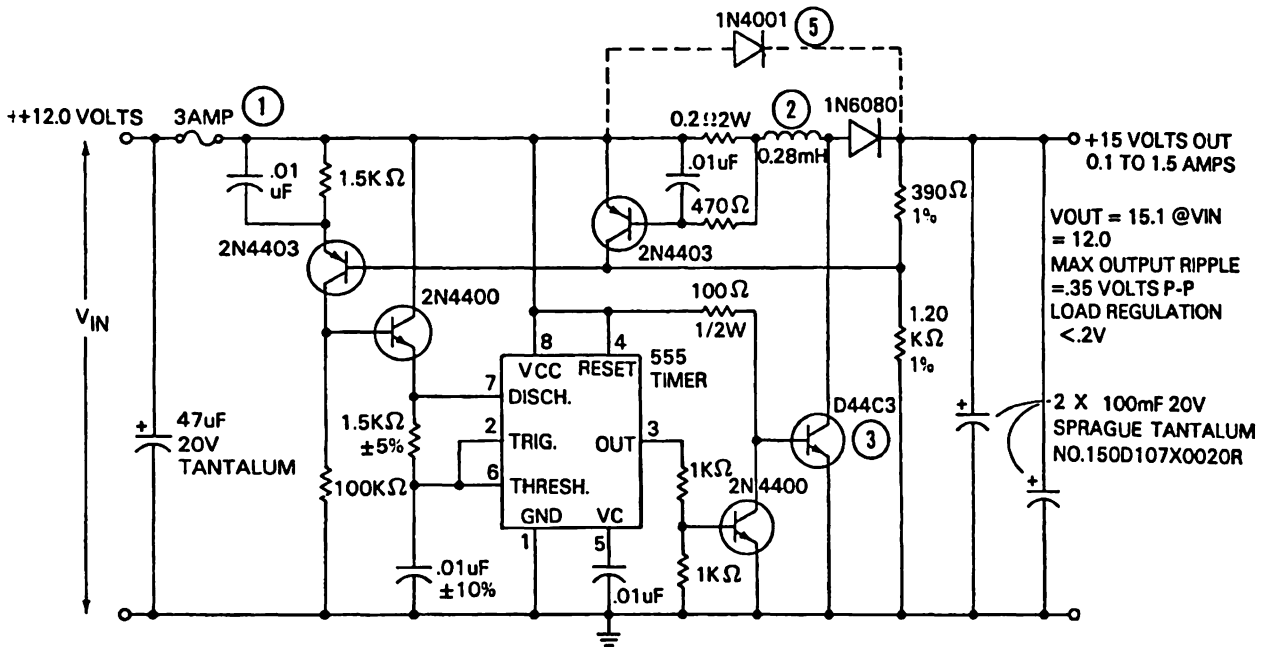 1N4001
5
++12.0 VOLTS
3AMP
1
0.2Ω2W
2
1N6080
.01
uF
1.5KΩ
.01uF
0.28mH
+15 VOLTS OUT
0.1 TO 1.5 AMPS
470Ω
390Ω
1%
2N4403
2N4403
VOUT = 15.1 @VIN
= 12.0
MAX OUTPUT RIPPLE
=.35 VOLTS P-P
LOAD REGULATION
<.2V
2N4400
100Ω
1/2W
1.20
KΩ
1%
VIN
8
4
555
TIMER
VCC
RESET
7
DISCH.
D44C3
3
+
47uF
20V
TANTALUM
1.5KΩ
±5%
2
TRIG.
OUT
3
+
-2 X 100mF 20V
SPRAGUE TANTALUM
NO.150D107X0020R
100KΩ
6
THRESH.
1KΩ
2N4400
+
GND
VC
1
5
.01uF
±10%
.01uF
1KΩ